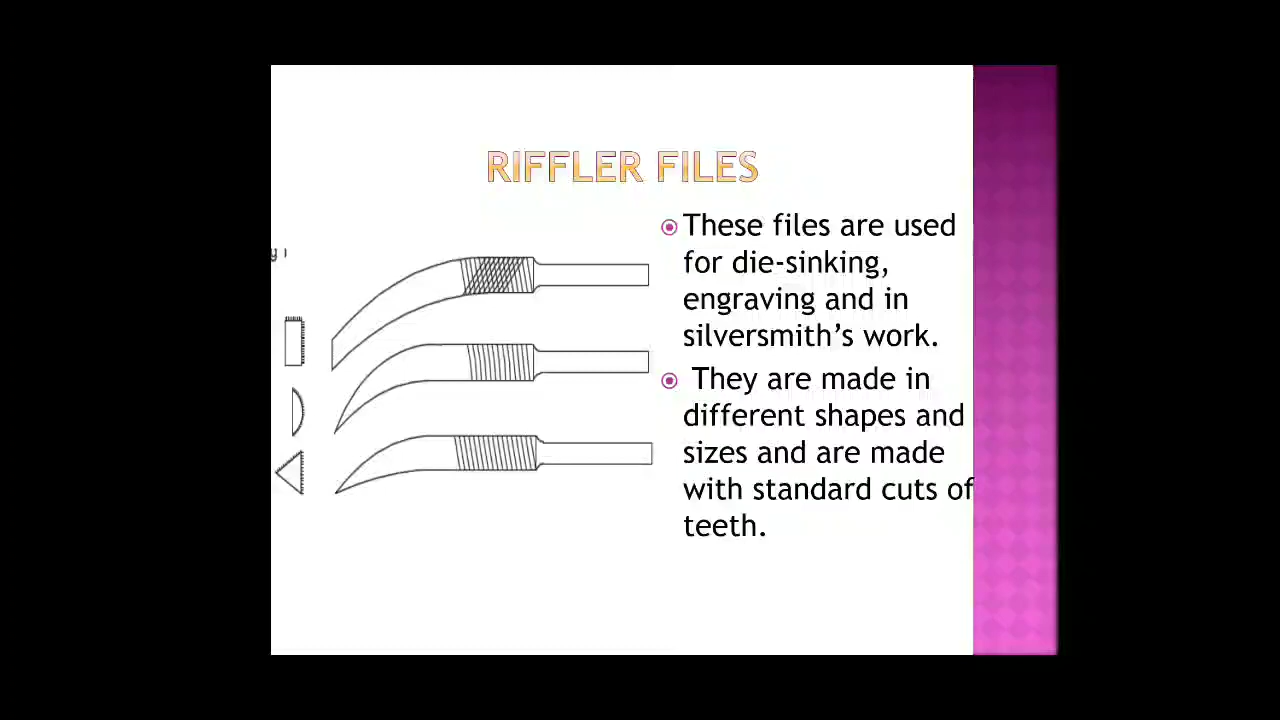 RIFFLER FILES
These files are used
for die-sinking,
engraving and in
silversmith's work.
They are made in
different shapes and
sizes and are made
with standard cuts of
teeth.